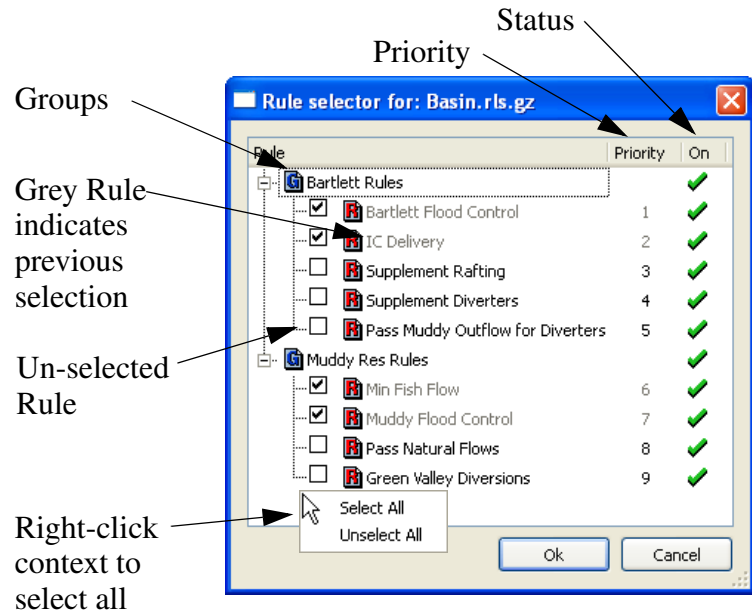 Status
Priority
Groups
Rule selector for: Basin.rls.gz
Rule Priority On
G Bartlett Rules
Grey Rule
indicates
previous
selection
R Bartlett Flood Control 1
R IC Delivery 2
R Supplement Rafting 3
R Supplement Diverters 4
R Pass Muddy Outflow for Diverters 5
Un-selected
Rule
G Muddy Res Rules
R Min Fish Flow 6
R Muddy Flood Control 7
R Pass Natural Flows 8
R Green Valley Diversions 9
Right-click
context to
select all
Select All
Unselect All
Ok Cancel